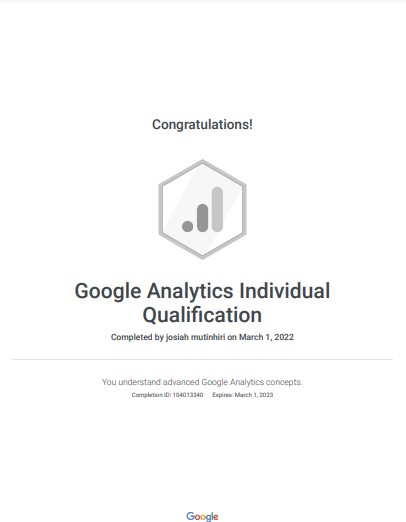 Congratulations!
Google Analytics Individual
Qualification
Completed by josiah mutinhiri on March 1, 2022
You understand advanced Google Analytics concepts.
Completion ID: 104013340 Expires: March 1, 2023
Google